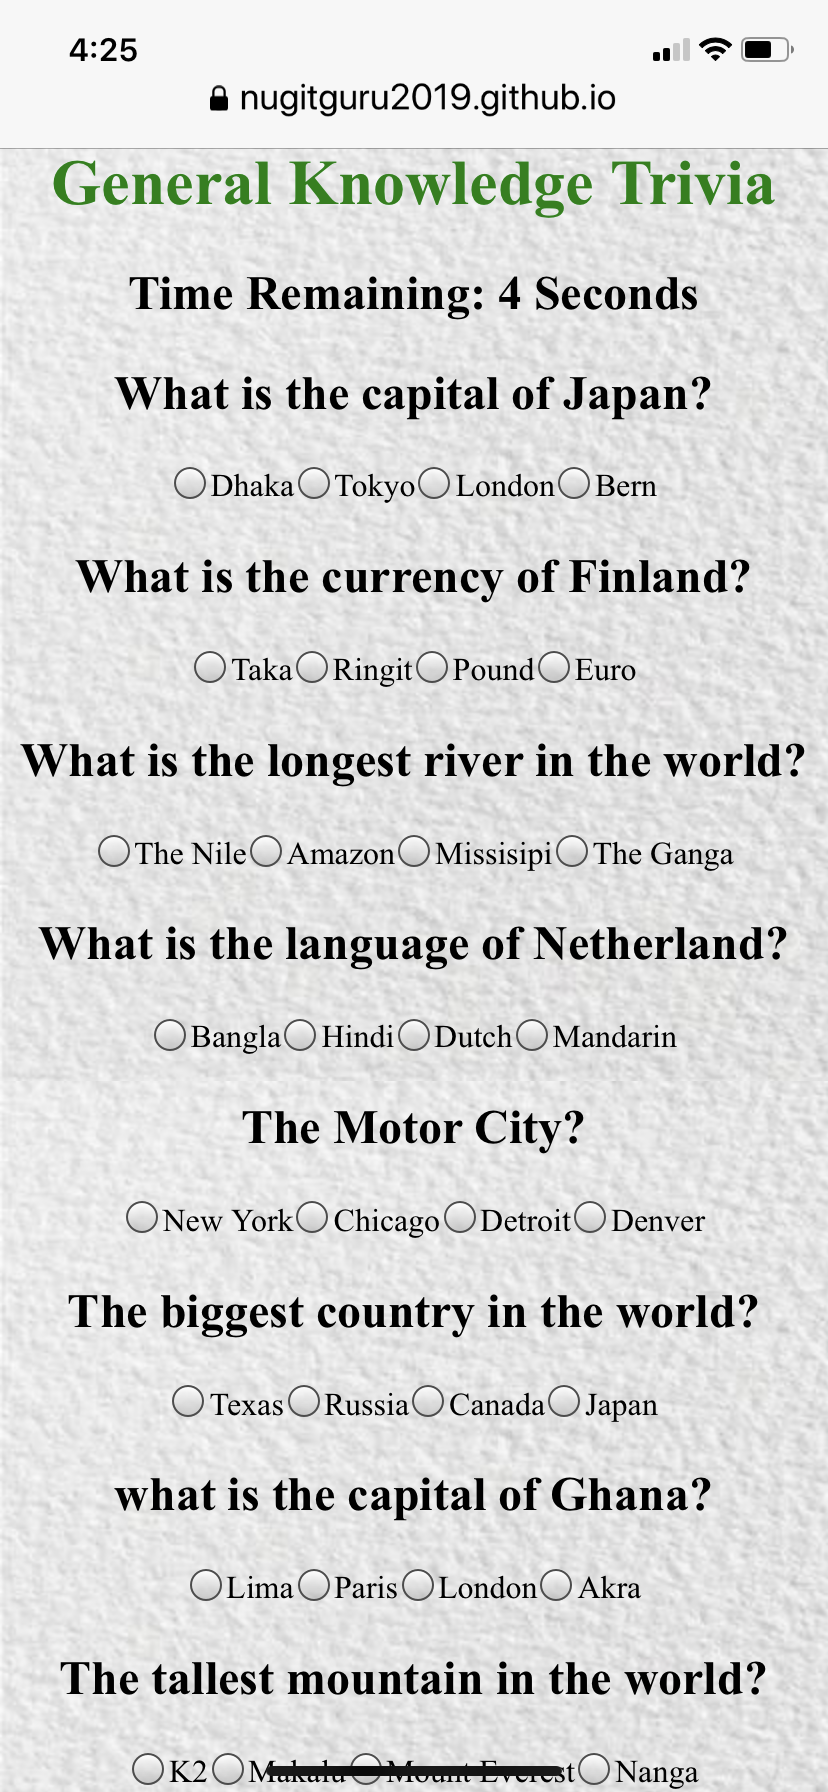 4:25
nugitguru2019.github.io
General Knowledge Trivia
Time Remaining: 4 Seconds
What is the capital of Japan?
Dhaka Tokyo London Bern
What is the currency of Finland?
Taka Ringit Pound Euro
What is the longest river in the world?
The Nile Amazon Missisipi The Ganga
What is the language of Netherland?
Bangla Hindi Dutch Mandarin
The Motor City?
New York Chicago Detroit Denver
The biggest country in the world?
Texas Russia Canada Japan
what is the capital of Ghana?
Lima Paris London Akra
The tallest mountain in the world?
K2 Makalu Mount Everest Nanga